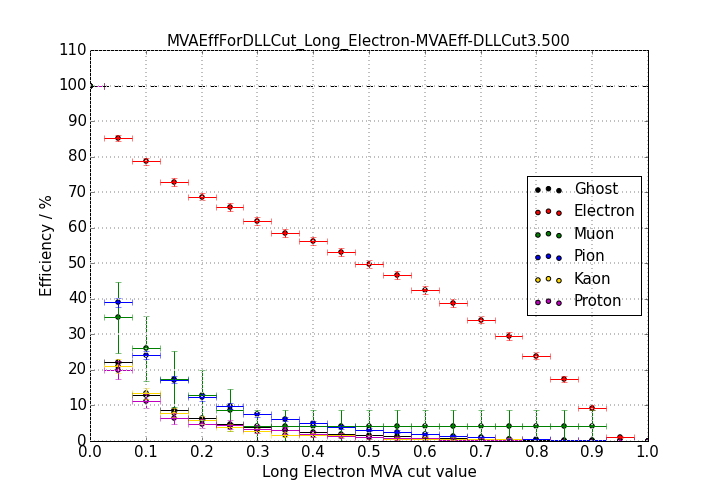 MVAEffForDLLCut_Long_Electron-MVAEff-DLLCut3.500
110
100
90
80
70
60
50
40
30
20
10
0
Efficiency / %
Ghost
Electron
Muon
Pion
Kaon
Proton
0.0 0.1 0.2 0.3 0.4 0.5 0.6 0.7 0.8 0.9 1.0
Long Electron MVA cut value